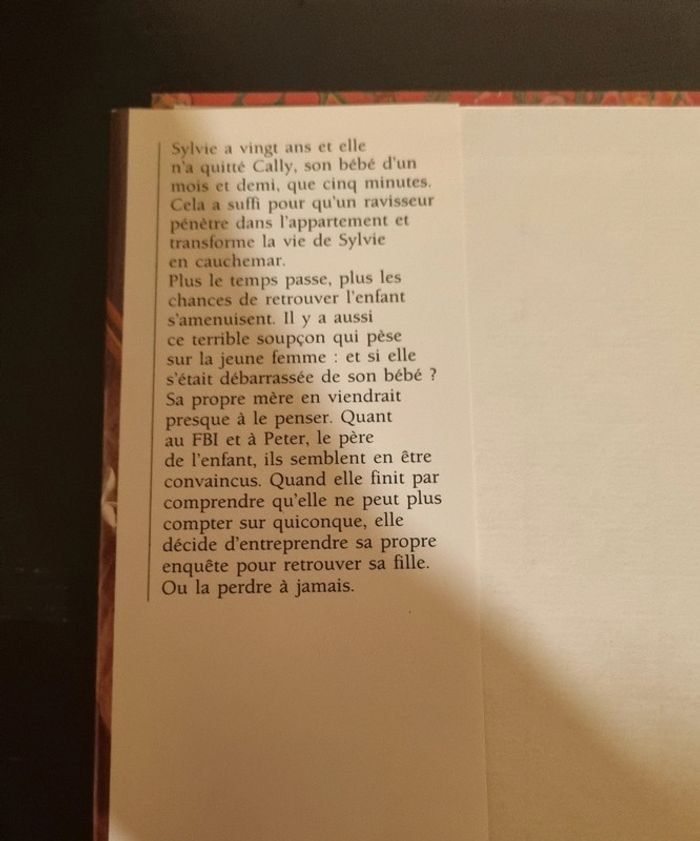 Sylvie a vingt ans et elle
n'a quitté Cally, son bébé d'un
mois et demi, que cinq minutes.
Cela a suffi pour qu'un ravisseur
pénètre dans l'appartement et
transforme la vie de Sylvie
en cauchemar.
Plus le temps passe, plus les
chances de retrouver l'enfant
s'amenuisent. Il y a aussi
ce terrible soupçon qui pèse
sur la jeune femme : et si elle
s'était débarrassée de son bébé ?
Sa propre mère en viendrait
presque à le penser. Quant
au FBI et à Peter, le père
de l'enfant, ils semblent en être
convaincus. Quand elle finit par
comprendre qu'elle ne peut plus
compter sur quiconque, elle
décide d'entreprendre sa propre
enquête pour retrouver sa fille.
Ou la perdre à jamais.